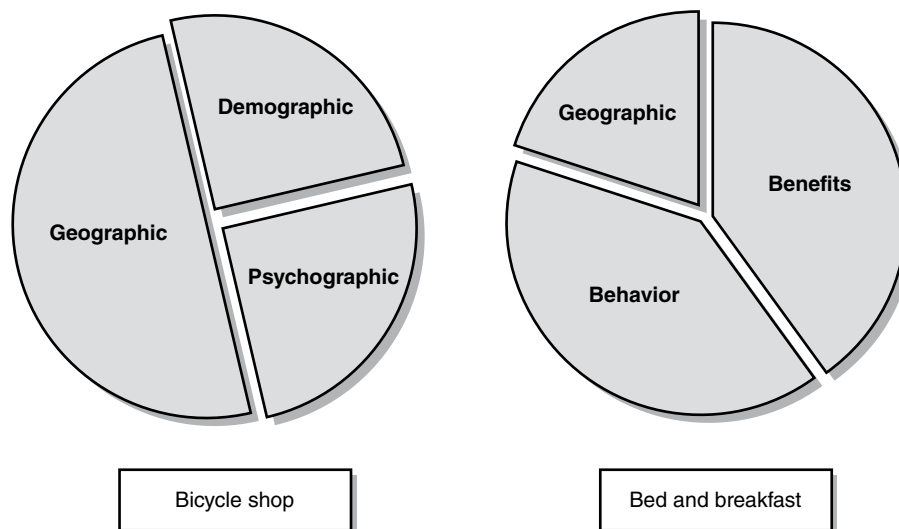 Demographic
Geographic
Psychographic
Bicycle shop
Geographic
Benefits
Behavior
Bed and breakfast